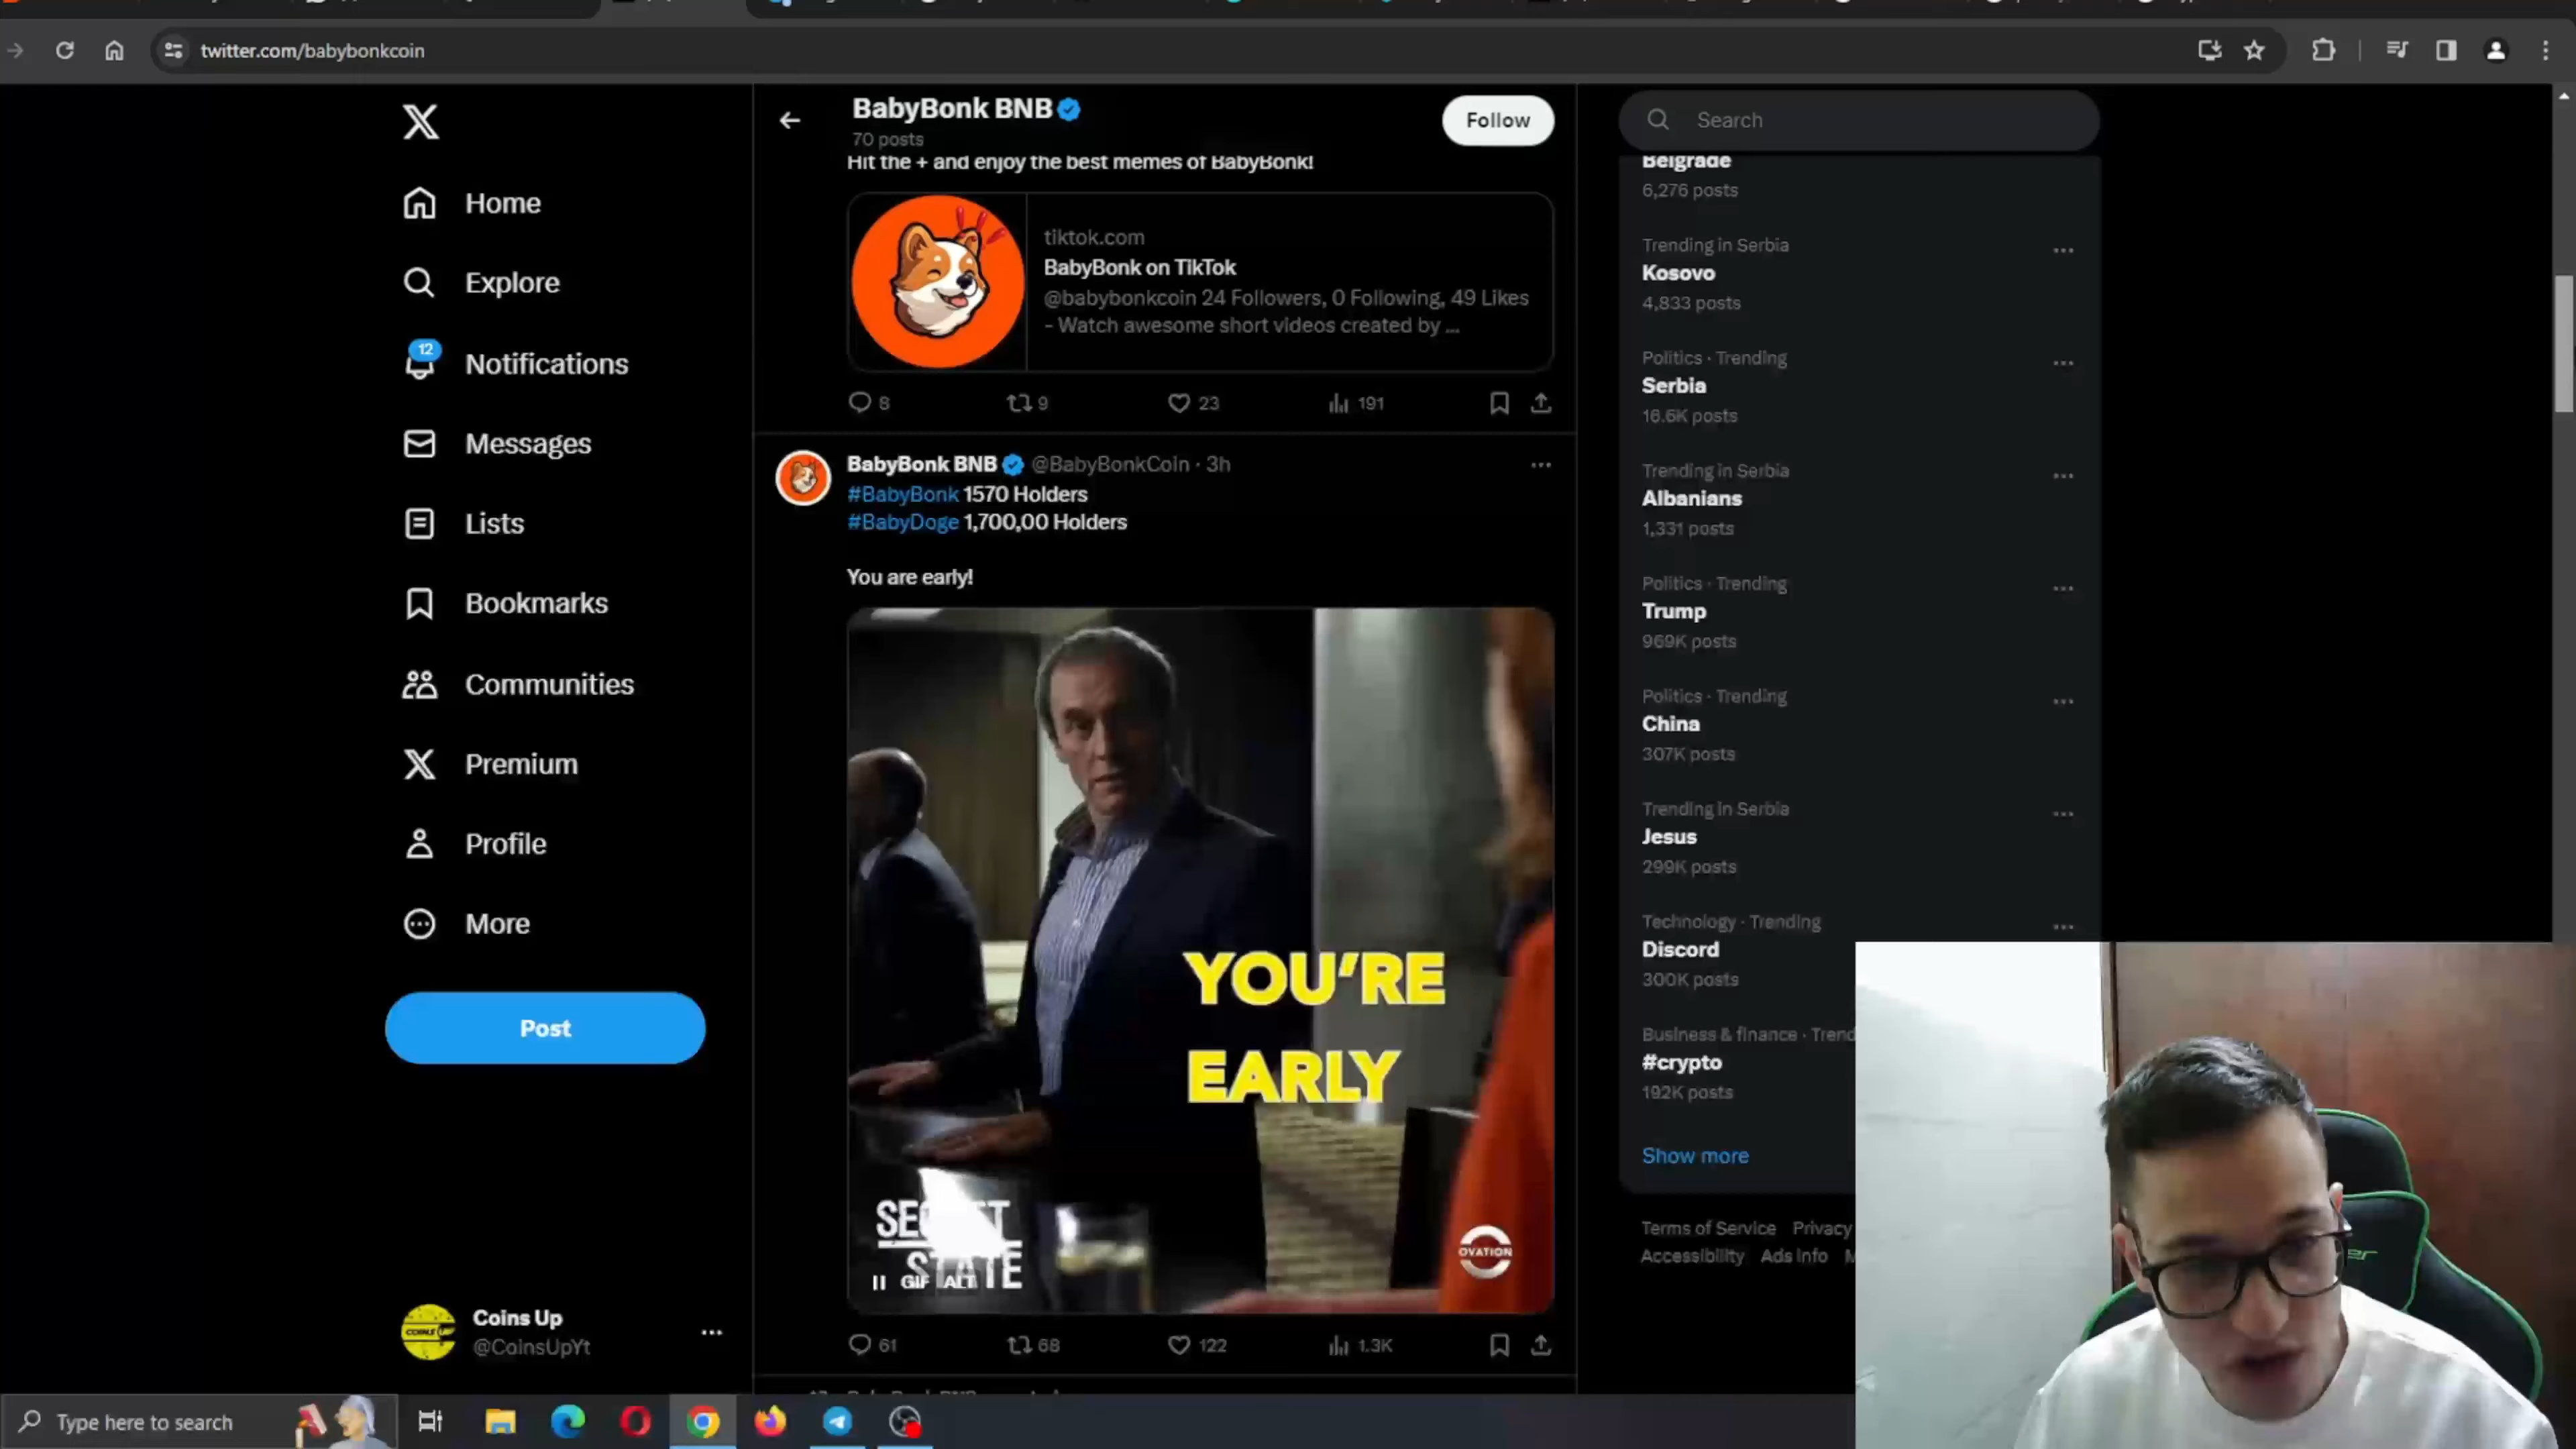 twitter.com/babybonkcoin
Home
Explore
12
Notifications
Messages
Lists
Bookmarks
Communities
Premium
Profile
More
Post
Coins Up
@CoinsUpYt
BabyBonk BNB
70 posts
Follow
Hit the + and enjoy the best memes of BabyBonk!
tiktok.com
BabyBonk on TikTok
@babybonkcoin 24 Followers, 0 Following, 49 Likes
- Watch awesome short videos created by ...
8 9 23 191
BabyBonk BNB @BabyBonkCoin · 3h
#BabyBonk 1570 Holders
#BabyDoge 1,700,00 Holders
You are early!
YOU'RE
EARLY
STATE
GIF ALT
OVATION
61 68 122 1.3K
Search
Belgrade
6,276 posts
Trending in Serbia
Kosovo
4,833 posts
Politics · Trending
Serbia
16.6K posts
Trending in Serbia
Albanians
1,331 posts
Politics · Trending
Trump
969K posts
Politics · Trending
China
307K posts
Trending in Serbia
Jesus
299K posts
Technology · Trending
Discord
300K posts
Business & finance · Trend
#crypto
192K posts
Show more
Terms of Service Privacy
Accessibility Ads Info
Type here to search